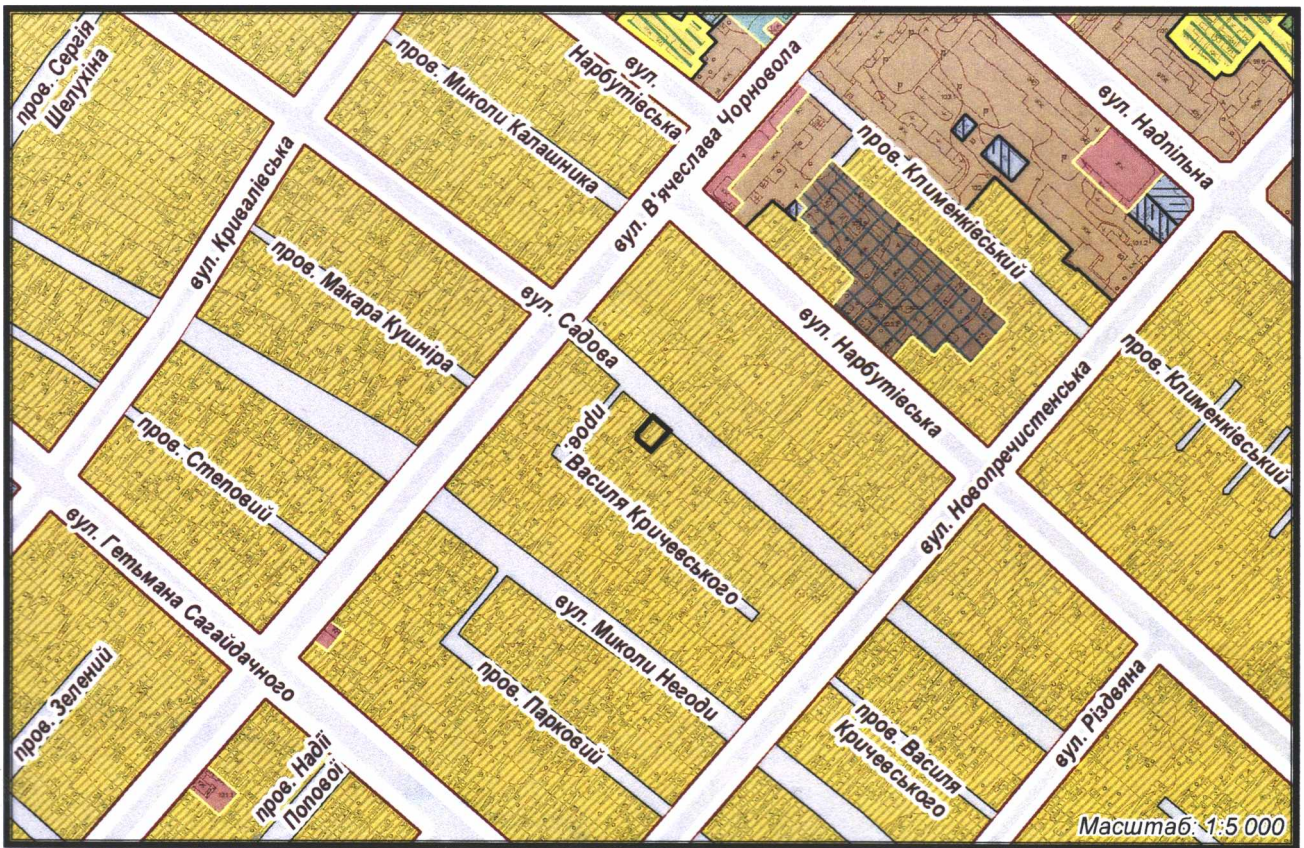 пров. Сергія
Шелухіна
пров. Миколи Калашника
вул.
Нарбутівська
вул. В'ячеслава Чорновола
вул. Надпільна
пров. Клименківський
вул. Кривалівська
пров. Макара Кушніра
вул. Садова
вул. Нарбутівська
пров. Клименківський
пров.
Василя Кричевського
вул. Новопречистенська
пров. Степовий
вул. Гетьмана Сагайдачного
вул. Миколи Негоди
пров. Парковий
пров. Зелений
пров. Надії
Попової
пров. Василя
Кричевського
вул. Різдвяна
Масштаб: 1:5 000